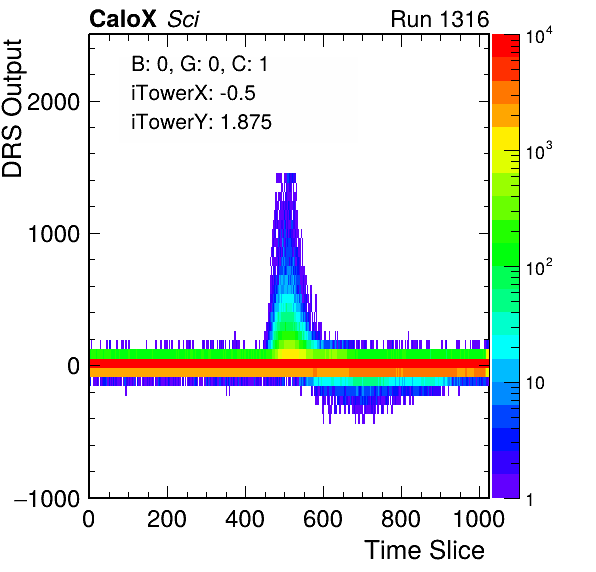 CaloX Sci Run 1316
B: 0, G: 0, C: 1
iTowerX: -0.5
iTowerY: 1.875
DRS Output
2000
1000
0
−1000
0 200 400 600 800 1000
Time Slice
10⁴
10³
10²
10
1